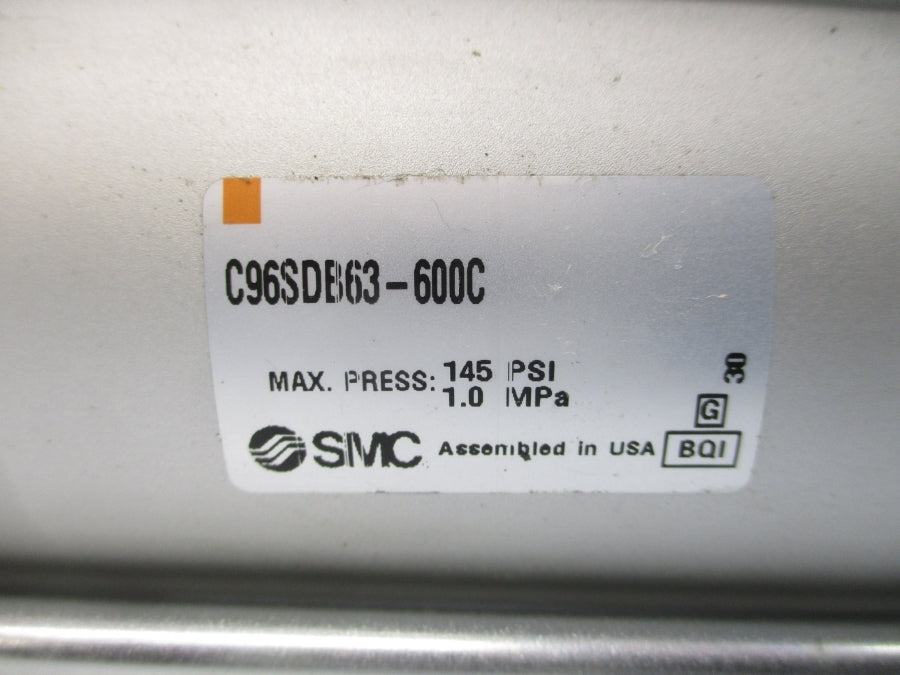 C96SDB63-600C
MAX. PRESS: 145 PSI
1.0 MPa
30
G
SMC Assembled in USA BQI